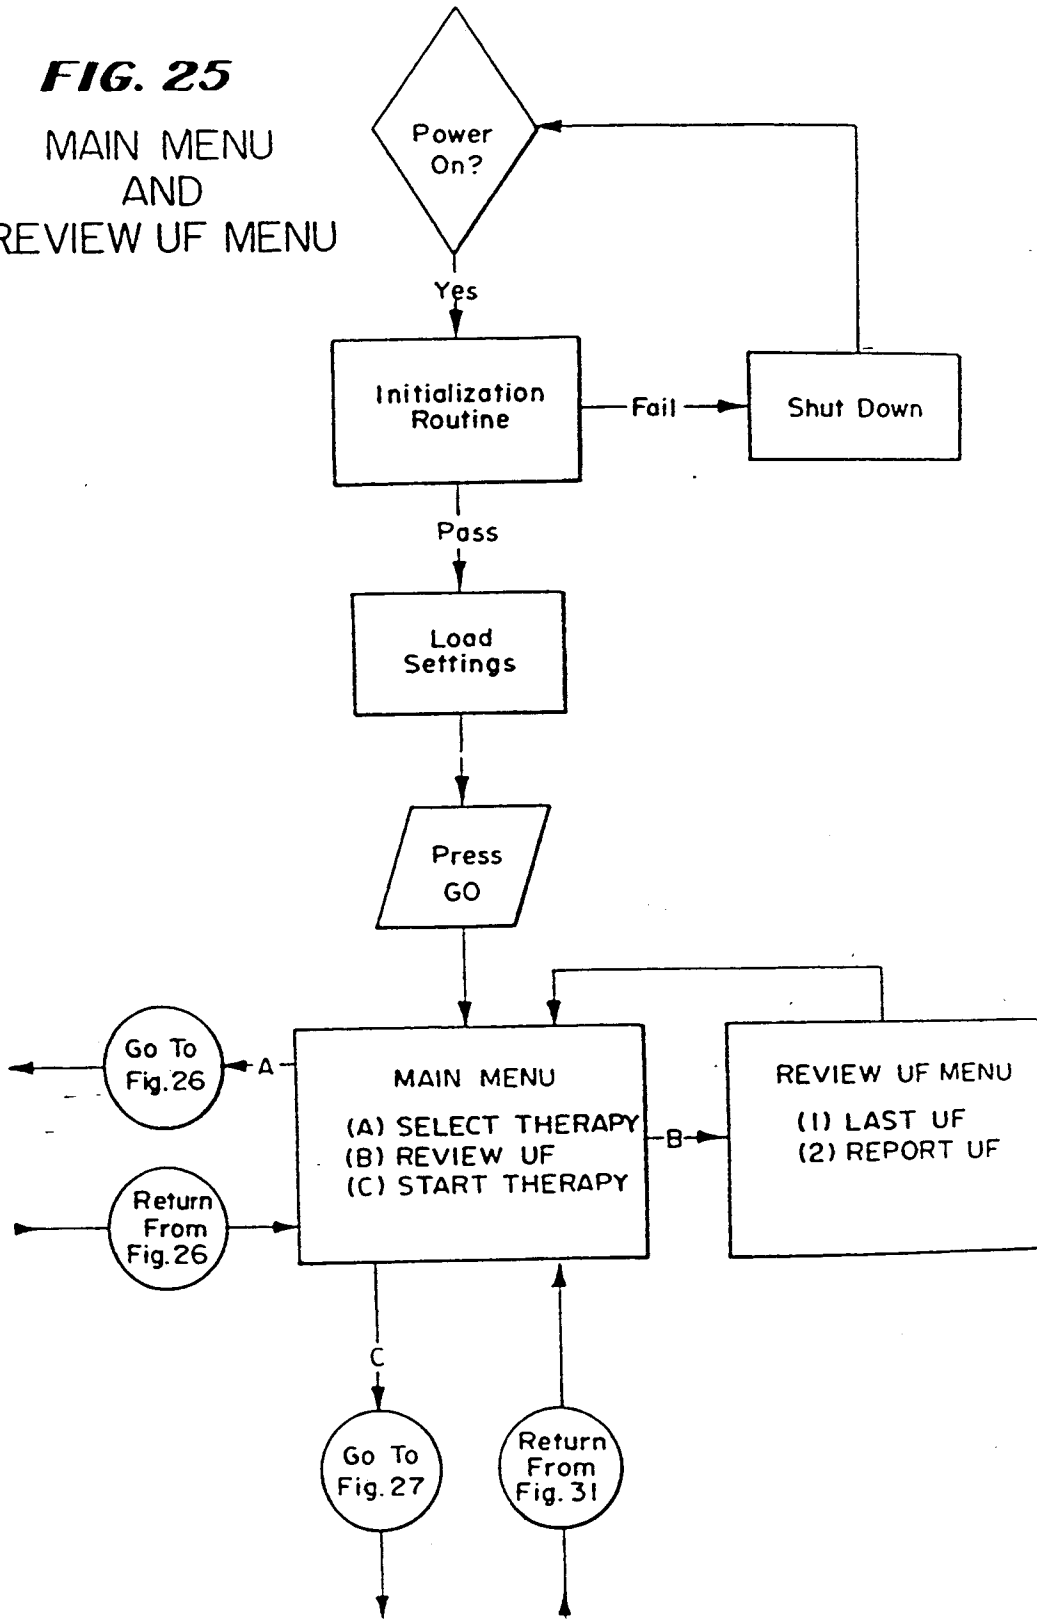 FIG. 25
MAIN MENU
AND
REVIEW UF MENU
Power
On?
Yes
Initialization
Routine
Fail
Shut Down
Pass
Load
Settings
Press
GO
Go To
Fig. 26
A
MAIN MENU
(A) SELECT THERAPY
(B) REVIEW UF
(C) START THERAPY
B
REVIEW UF MENU
(1) LAST UF
(2) REPORT UF
Return
From
Fig. 26
C
Go To
Fig. 27
Return
From
Fig. 31